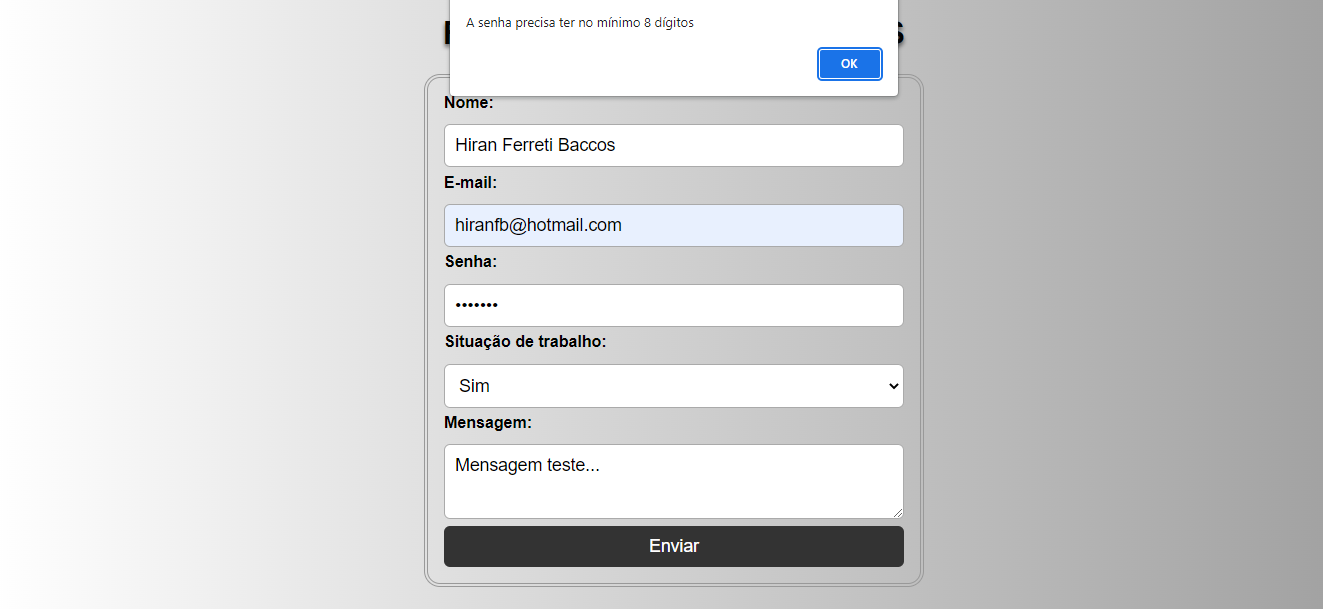 A senha precisa ter no mínimo 8 dígitos
OK
Nome:
Hiran Ferreti Baccos
E-mail:
hiranfb@hotmail.com
Senha:
•••••••
Situação de trabalho:
Sim
Mensagem:
Mensagem teste...
Enviar